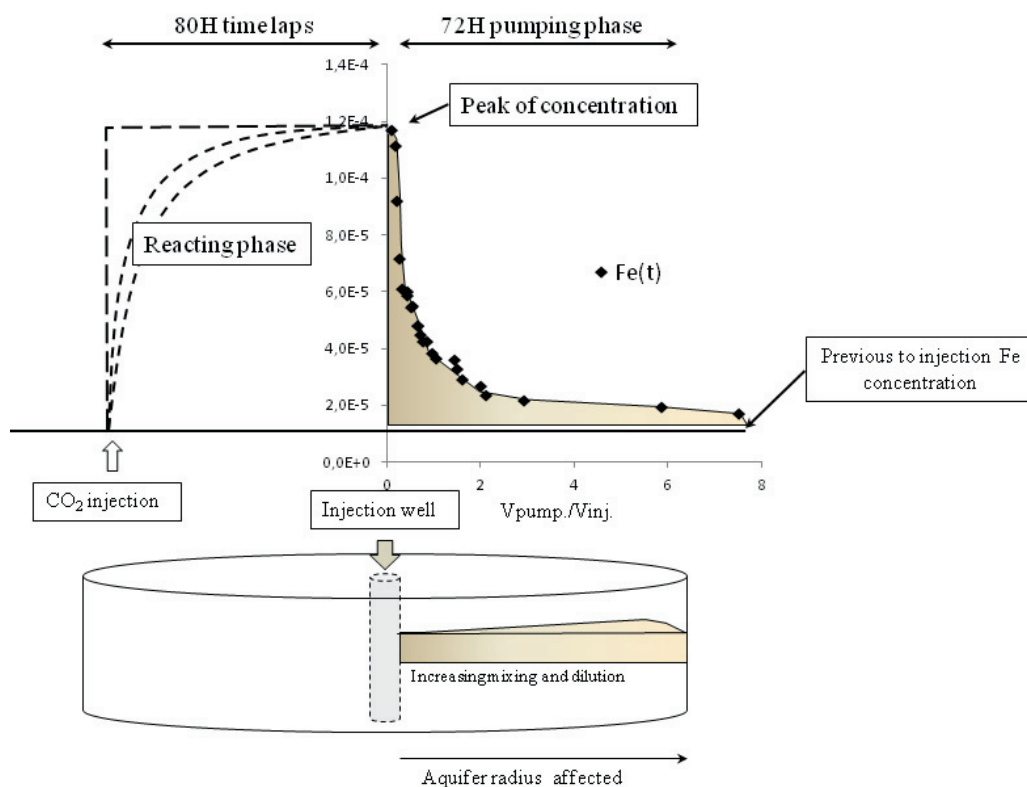 80H time laps
72H pumping phase
1,4E-4
Peak of concentration
1,2E-4
1,0E-4
8,0E-5
Reacting phase
Fe(t)
6,0E-5
4,0E-5
Previous to injection Fe
concentration
2,0E-5
0,0E+0
0
2
4
6
8
CO2 injection
Injection well
Vpump./Vinj.
Increasing mixing and dilution
Aquifer radius affected